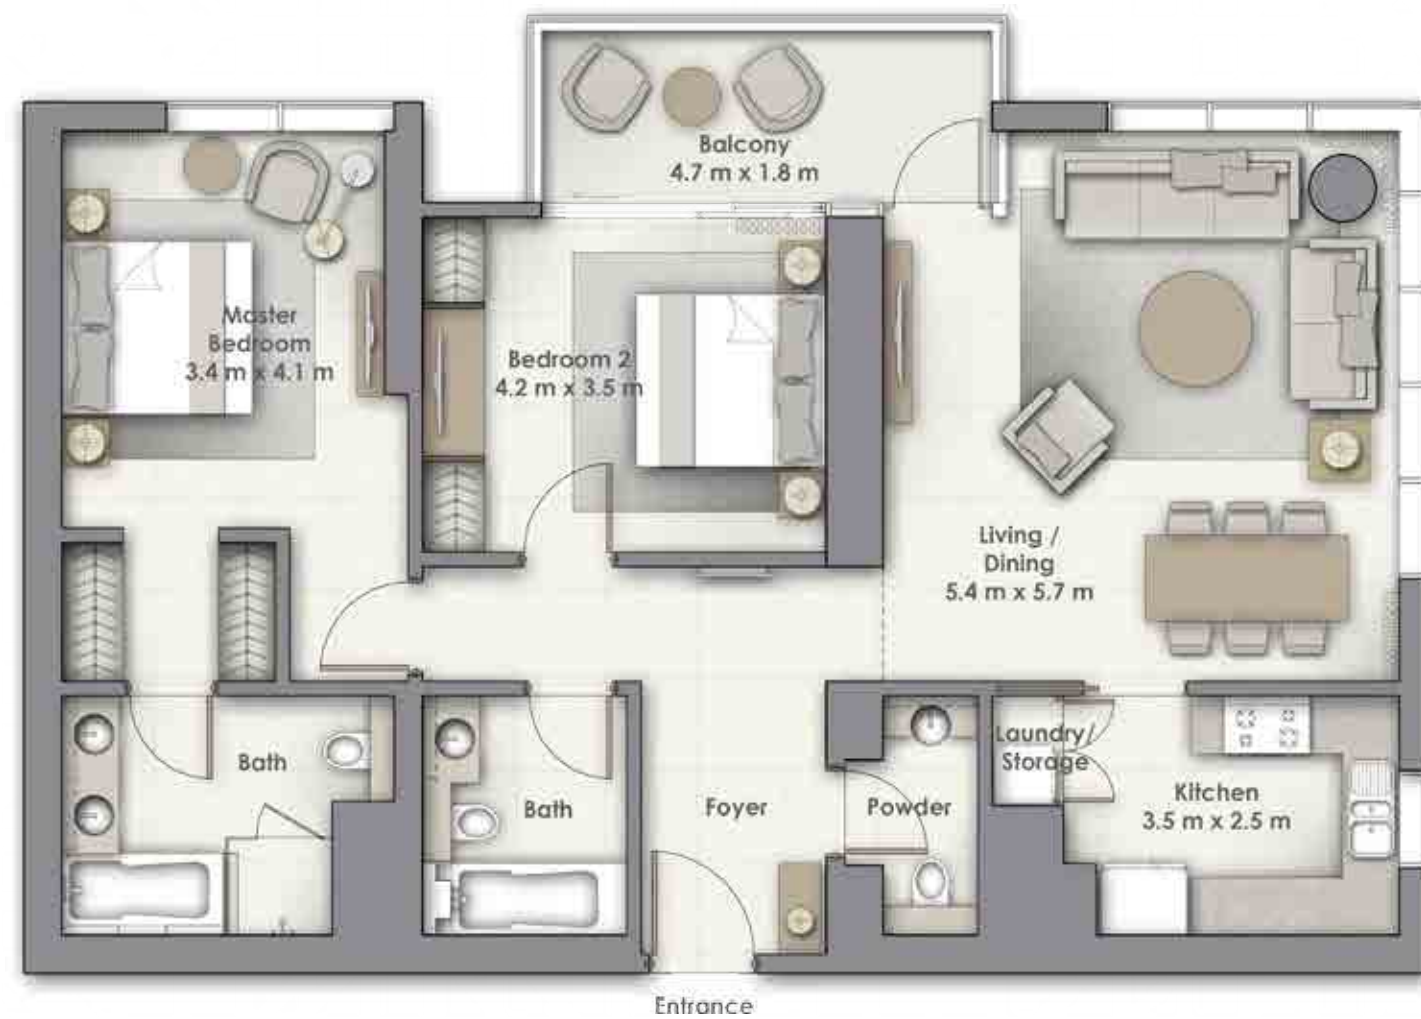 Balcony
4.7 m x 1.8 m
Master
Bedroom
3.4 m x 4.1 m
Bedroom 2
4.2 m x 3.5 m
Living /
Dining
5.4 m x 5.7 m
Bath
Bath
Foyer
Powder
Laundry/
Storage
Kitchen
3.5 m x 2.5 m
Entrance